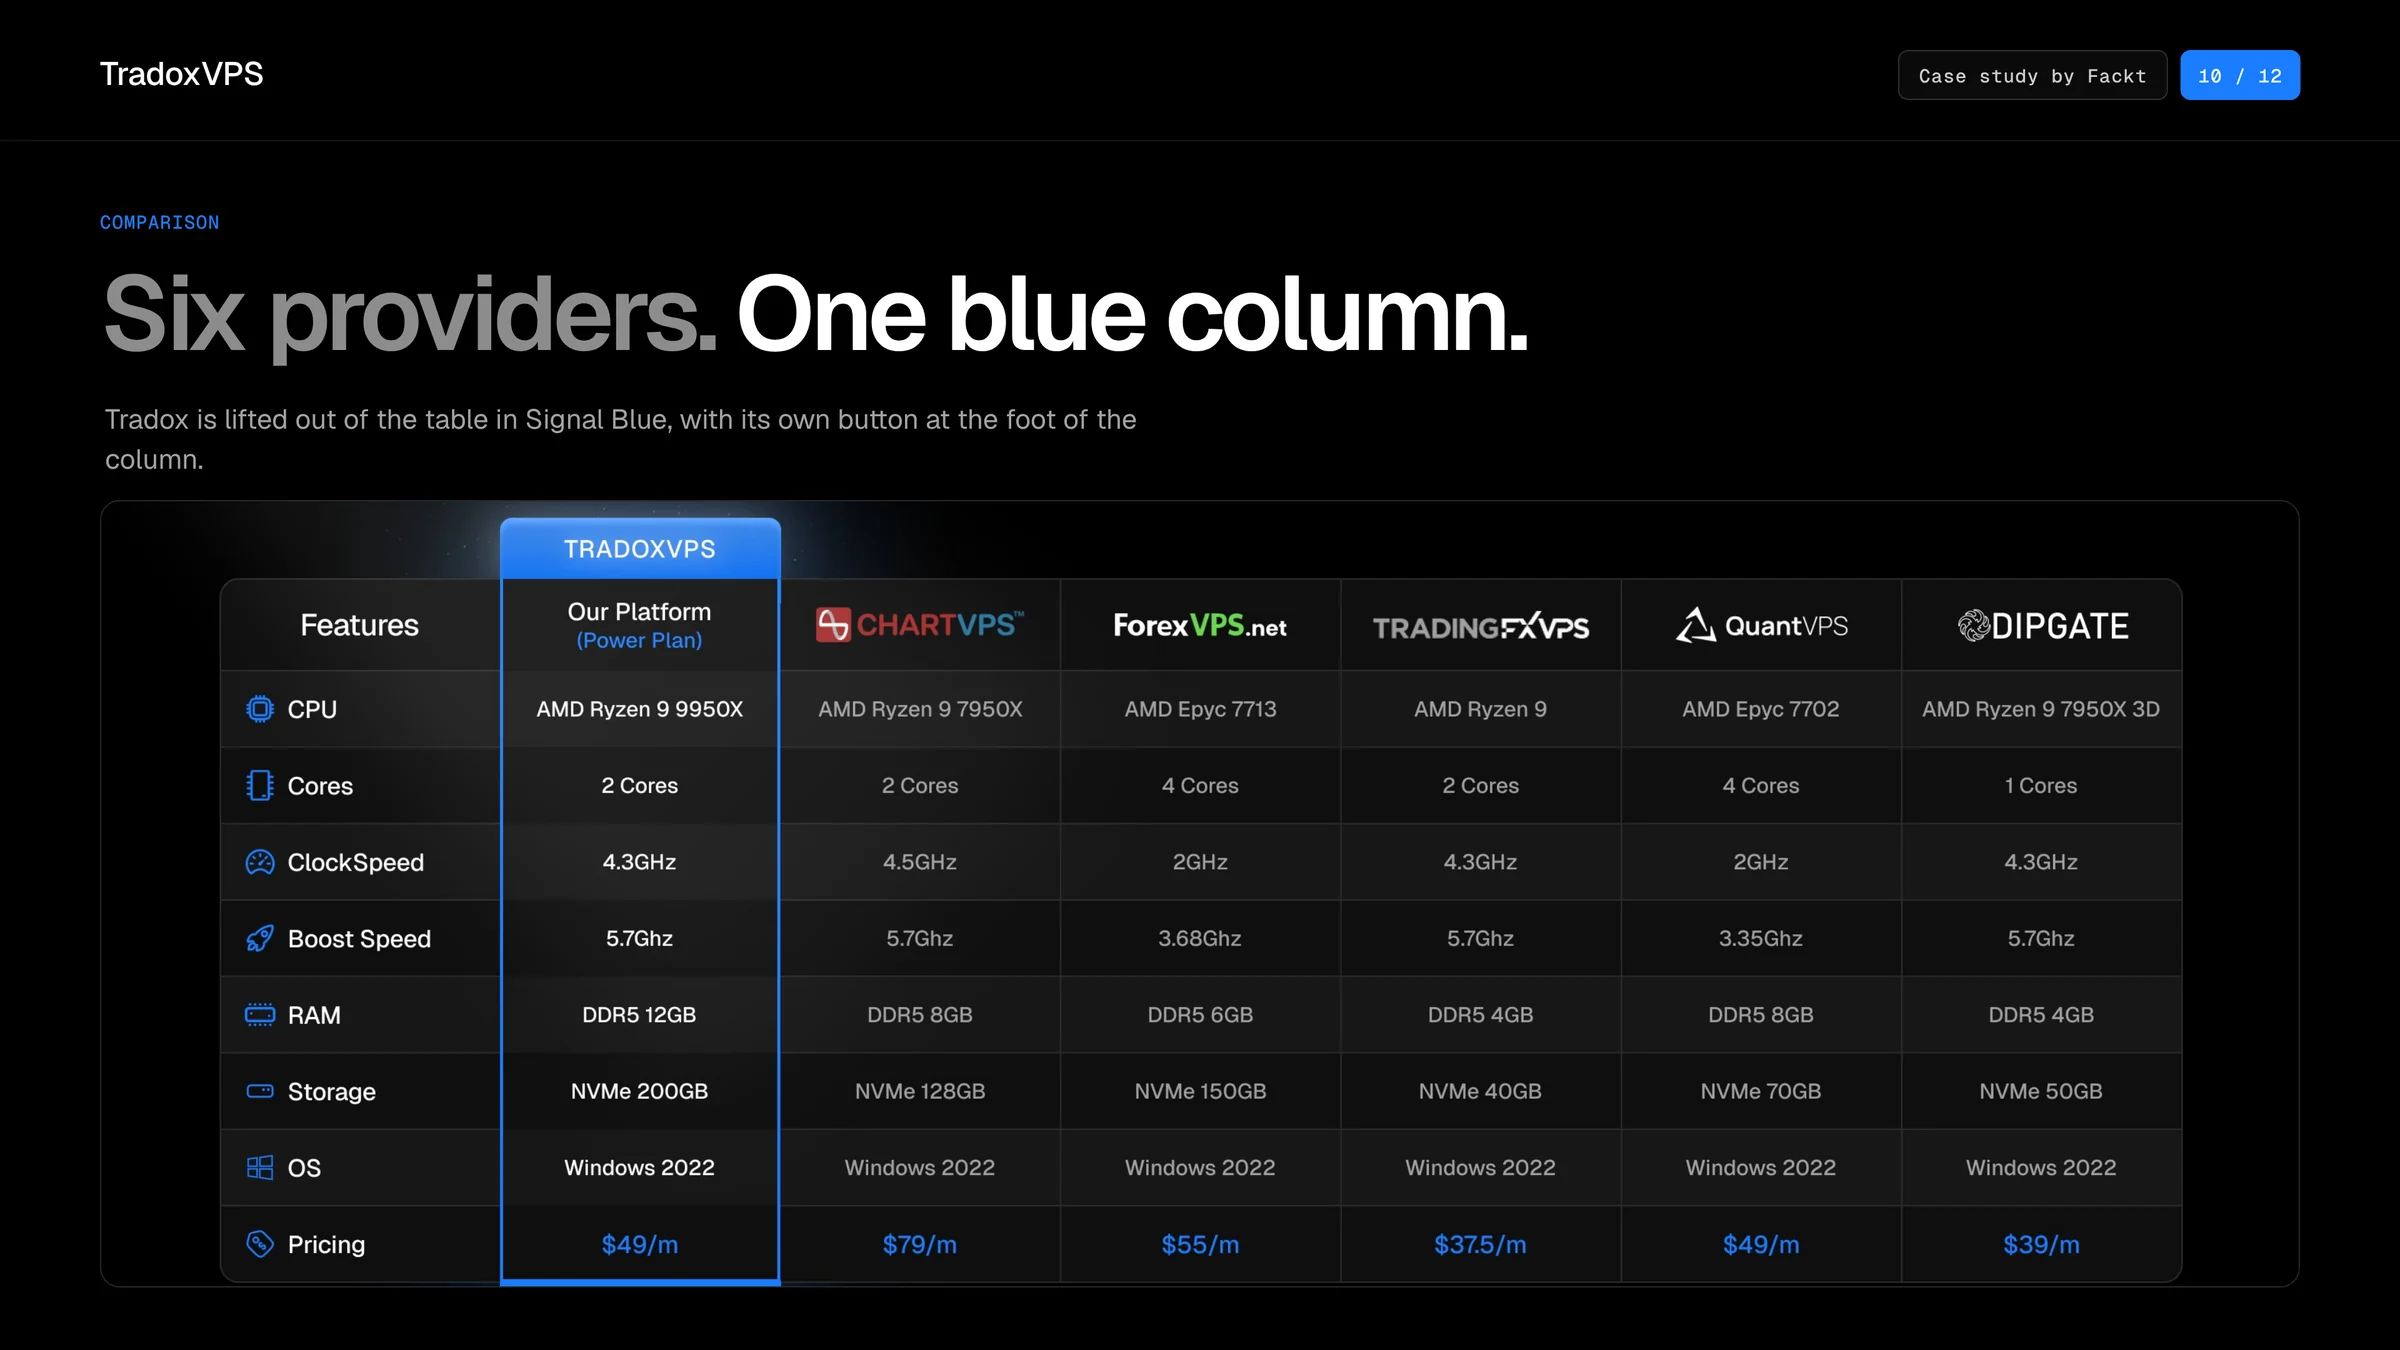 TradoxVPS
Case study by Fackt
10 / 12
COMPARISON
Six providers. One blue column.
Tradox is lifted out of the table in Signal Blue, with its own button at the foot of the
column.
TRADOXVPS
Features
Our Platform
(Power Plan)
CHARTVPS™
ForexVPS.net
TRADINGFXVPS
QuantVPS
DIPGATE
CPU
AMD Ryzen 9 9950X
AMD Ryzen 9 7950X
AMD Epyc 7713
AMD Ryzen 9
AMD Epyc 7702
AMD Ryzen 9 7950X 3D
Cores
2 Cores
2 Cores
4 Cores
2 Cores
4 Cores
1 Cores
ClockSpeed
4.3GHz
4.5GHz
2GHz
4.3GHz
2GHz
4.3GHz
Boost Speed
5.7Ghz
5.7Ghz
3.68Ghz
5.7Ghz
3.35Ghz
5.7Ghz
RAM
DDR5 12GB
DDR5 8GB
DDR5 6GB
DDR5 4GB
DDR5 8GB
DDR5 4GB
Storage
NVMe 200GB
NVMe 128GB
NVMe 150GB
NVMe 40GB
NVMe 70GB
NVMe 50GB
OS
Windows 2022
Windows 2022
Windows 2022
Windows 2022
Windows 2022
Windows 2022
Pricing
$49/m
$79/m
$55/m
$37.5/m
$49/m
$39/m